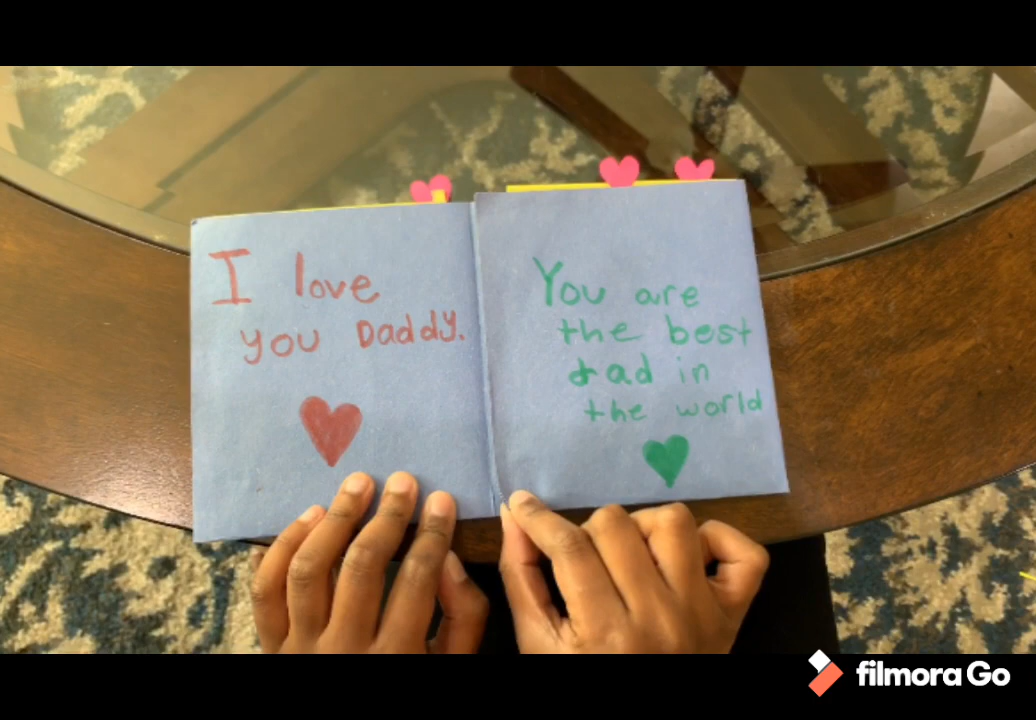 I love
you Daddy.
You are
the best
dad in
the world
filmora Go